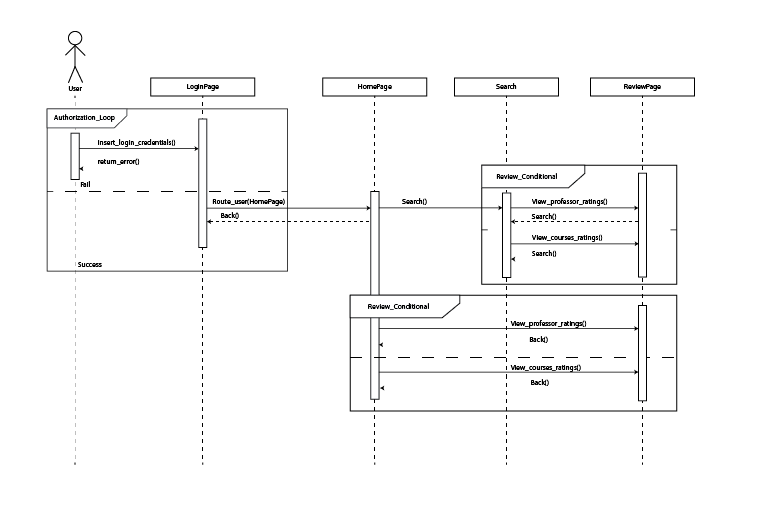 User
LoginPage
HomePage
Search
ReviewPage
Authorization_Loop
Insert_login_credentials()
return_error()
Fail
Review_Conditional
Route_user(HomePage)
Search()
View_professor_ratings()
Back()
Search()
View_courses_ratings()
Search()
Success
Review_Conditional
View_professor_ratings()
Back()
View_courses_ratings()
Back()